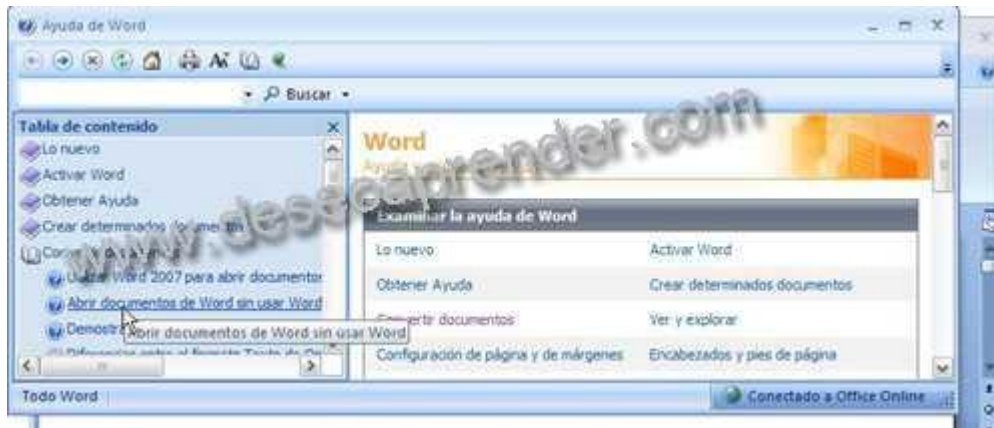 Ayuda de Word
Buscar
Tabla de contenido
Lo nuevo
Activar Word
Obtener Ayuda
Crear determinados
Utilizar Word 2007 para abrir documentos
Abrir documentos de Word sin usar Word
Abrir documentos de Word sin usar Word
Word
Examinar la ayuda de Word
Lo nuevo Activar Word
Obtener Ayuda Crear determinados documentos
Convertir documentos Ver y explorar
Configuración de página y de márgenes Encabezados y pies de página
Todo Word
Conectado a Office Online
www.deseoaprender.com